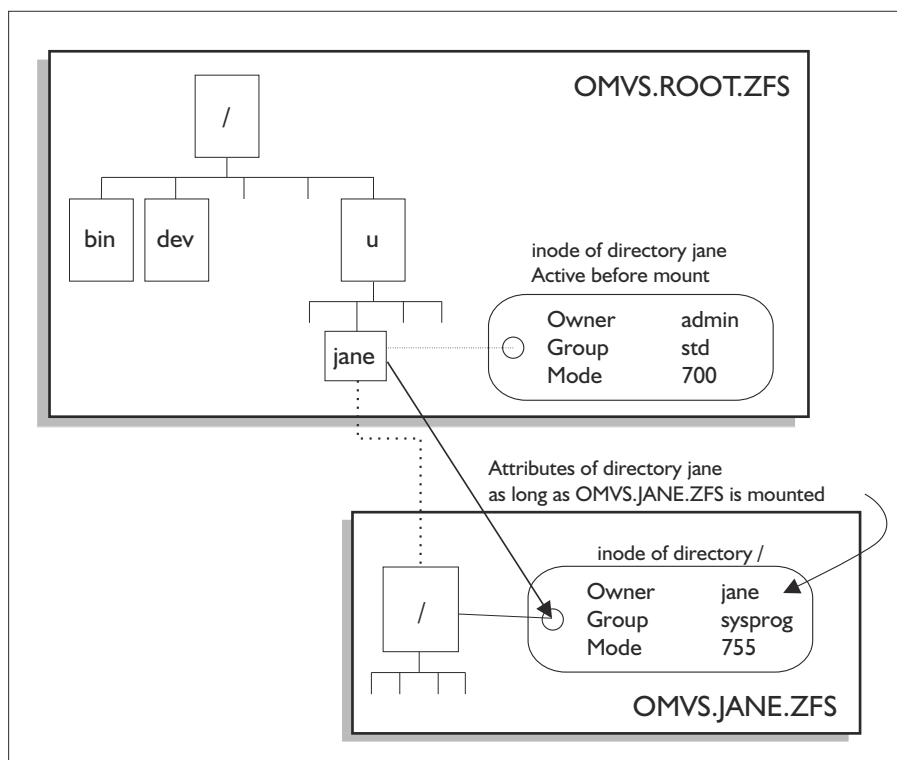 OMVS.ROOT.ZFS
/
bin
dev
u
inode of directory jane
Active before mount
Owner admin
Group std
Mode 700
jane
Attributes of directory jane
as long as OMVS.JANE.ZFS is mounted
inode of directory /
/
Owner jane
Group sysprog
Mode 755
OMVS.JANE.ZFS